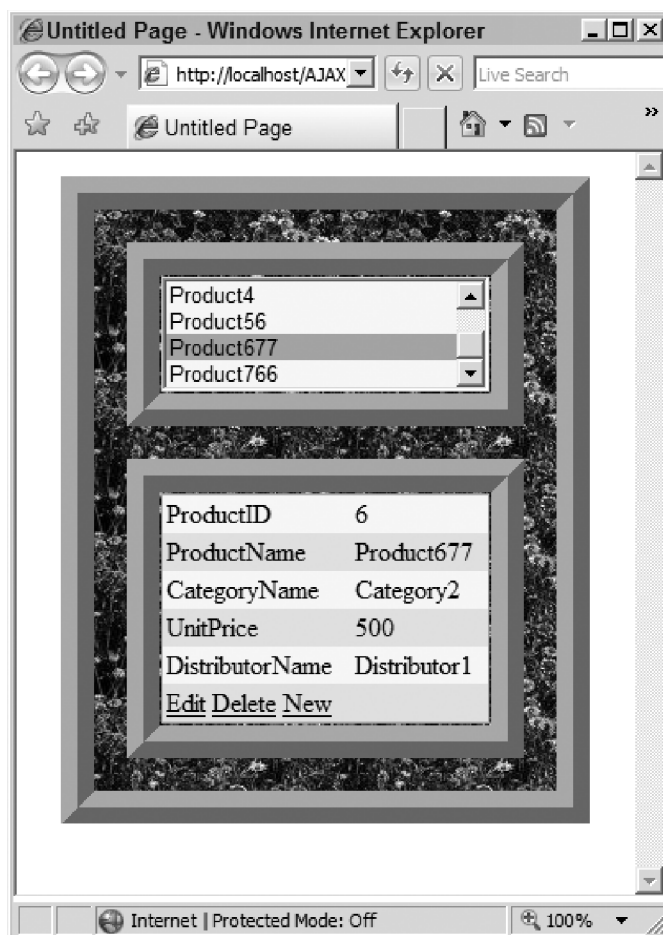 Untitled Page - Windows Internet Explorer
http://localhost/AJAX
Live Search
Untitled Page
»
Product4
Product56
Product677
Product766
ProductID 6
ProductName Product677
CategoryName Category2
UnitPrice 500
DistributorName Distributor1
Edit Delete New
Internet | Protected Mode: Off
100%